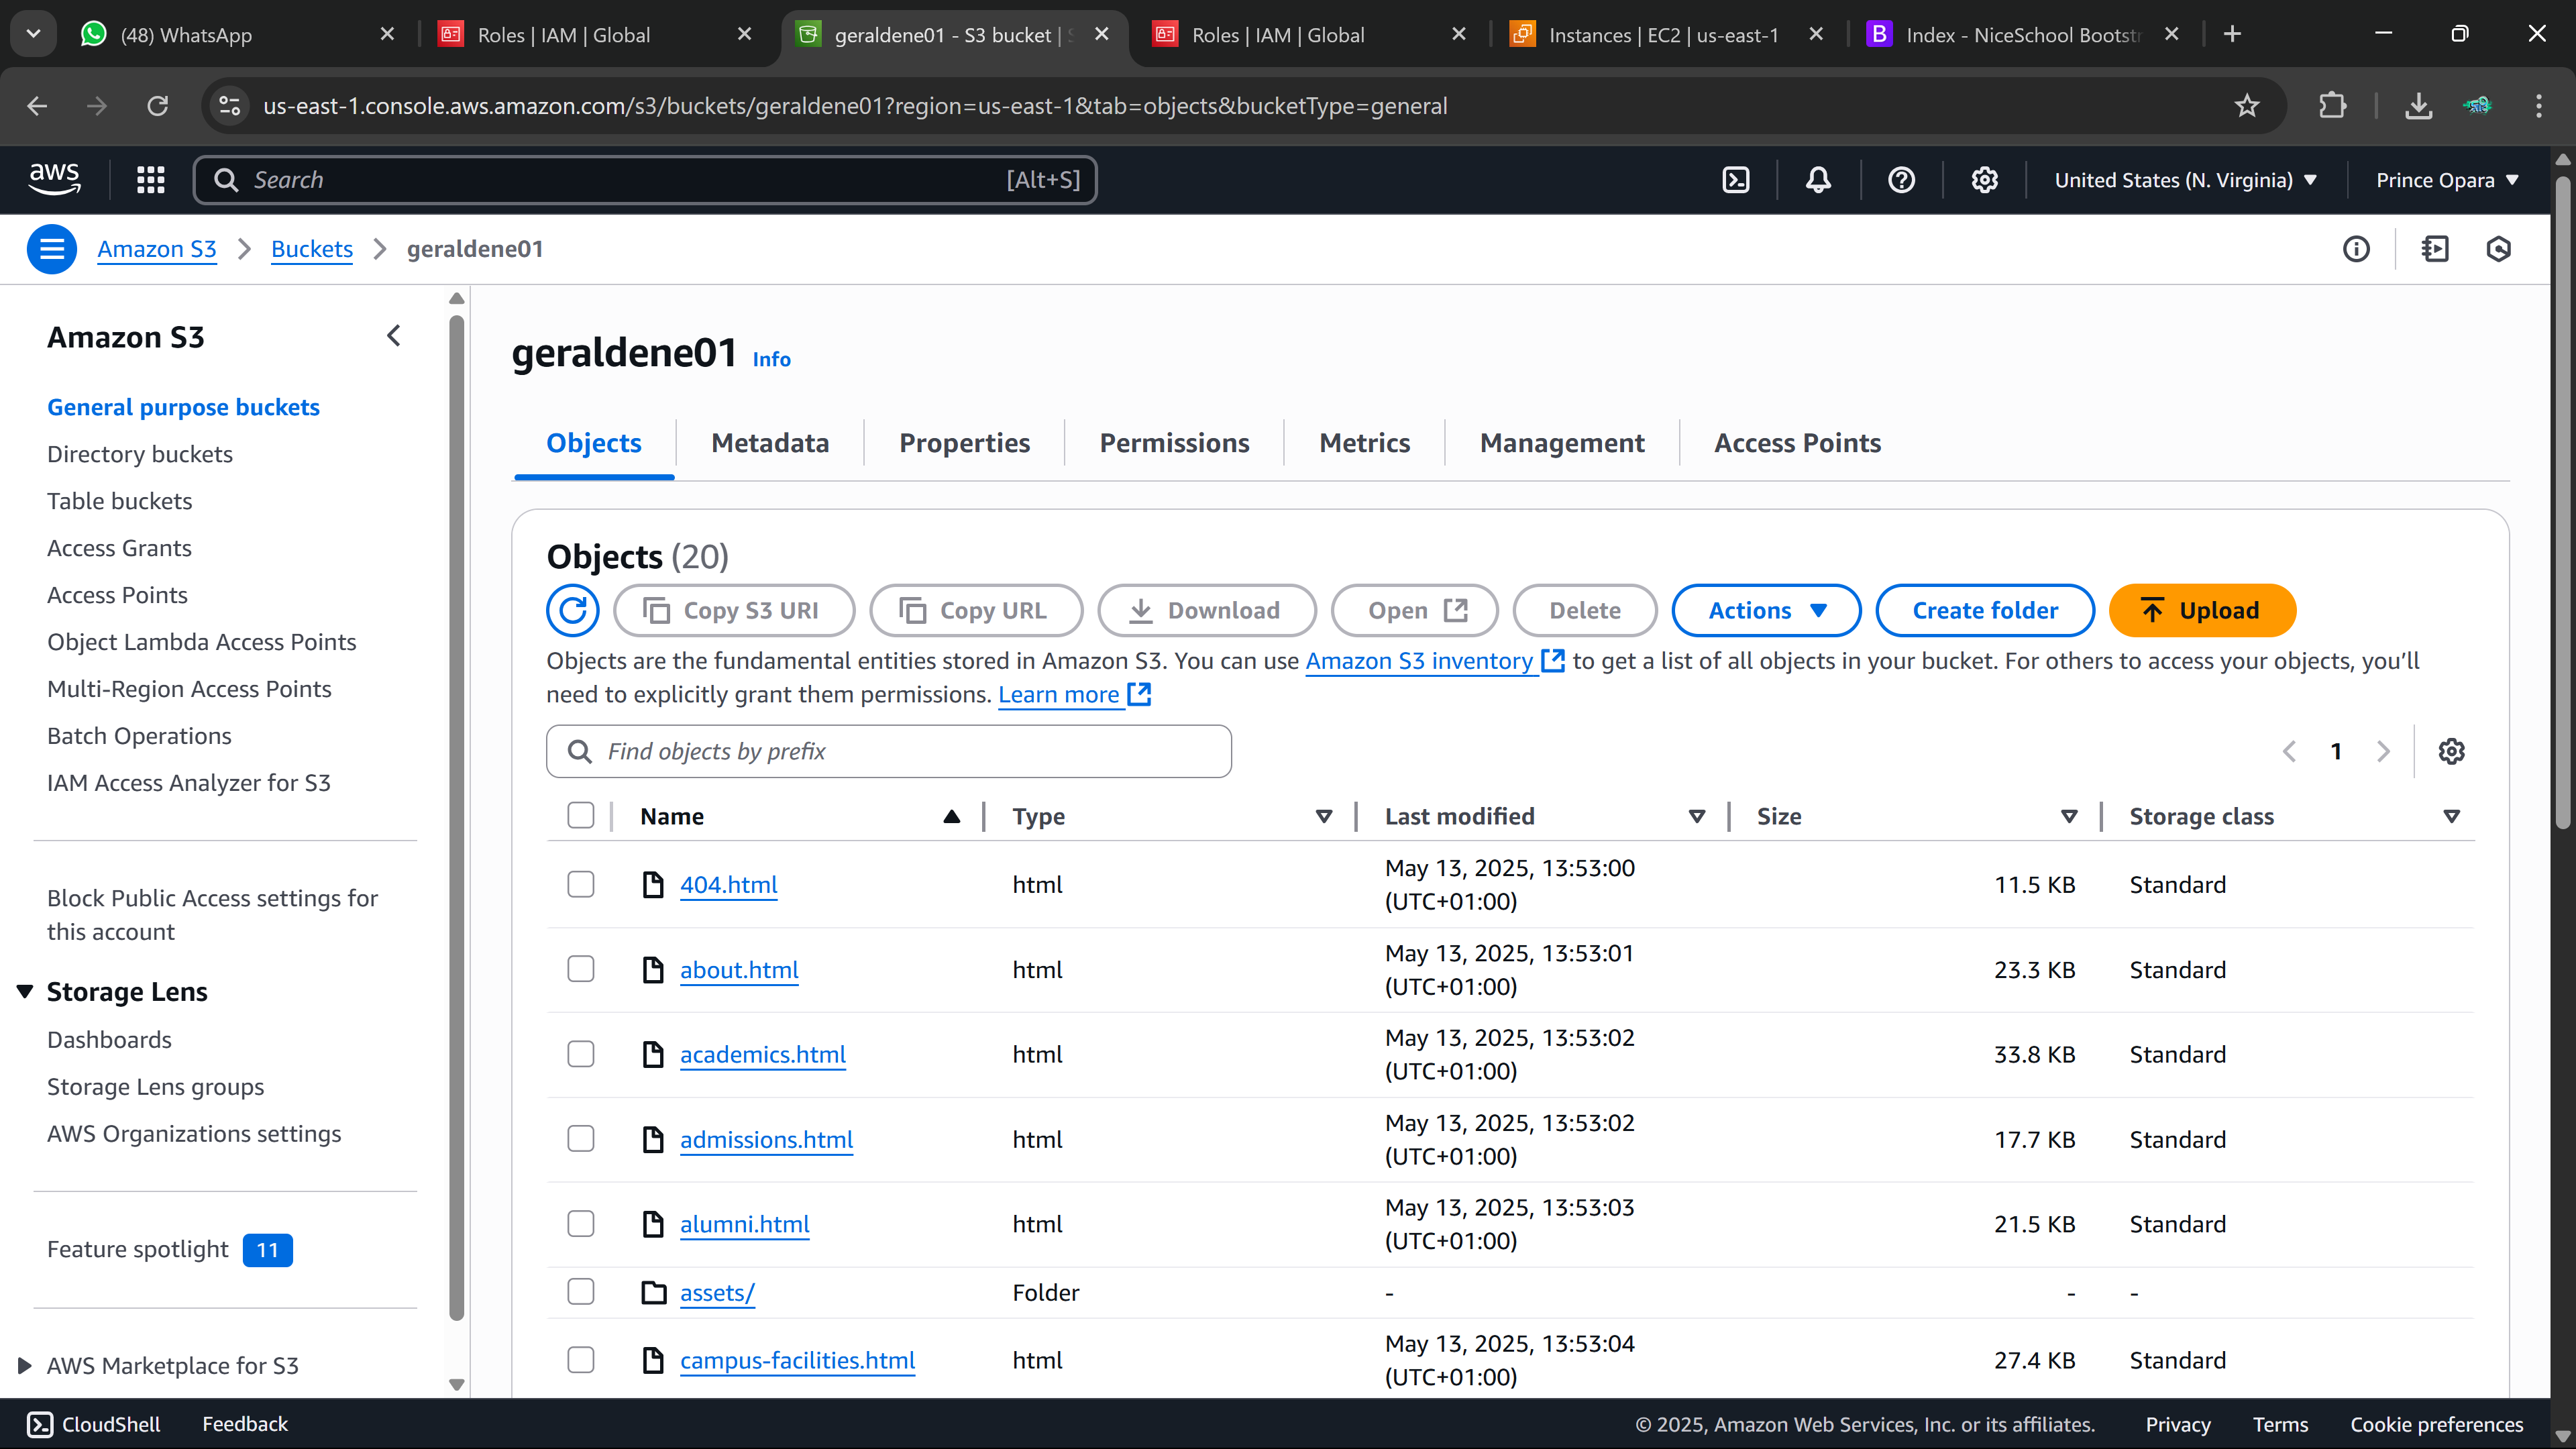 (48) WhatsApp
Roles | IAM | Global
geraldene01 - S3 bucket |
Roles | IAM | Global
Instances | EC2 | us-east-1
Index - NiceSchool Bootstr
us-east-1.console.aws.amazon.com/s3/buckets/geraldene01?region=us-east-1&tab=objects&bucketType=general
aws
Search
[Alt+S]
United States (N. Virginia)
Prince Opara
Amazon S3
Buckets
geraldene01
Amazon S3
General purpose buckets
Directory buckets
Table buckets
Access Grants
Access Points
Object Lambda Access Points
Multi-Region Access Points
Batch Operations
IAM Access Analyzer for S3
Block Public Access settings for
this account
Storage Lens
Dashboards
Storage Lens groups
AWS Organizations settings
Feature spotlight 11
AWS Marketplace for S3
geraldene01 Info
Objects
Metadata
Properties
Permissions
Metrics
Management
Access Points
Objects (20)
Copy S3 URI
Copy URL
Download
Open
Delete
Actions
Create folder
Upload
Objects are the fundamental entities stored in Amazon S3. You can use Amazon S3 inventory to get a list of all objects in your bucket. For others to access your objects, you’ll
need to explicitly grant them permissions. Learn more
Find objects by prefix
1
Name Type Last modified Size Storage class
404.html html May 13, 2025, 13:53:00 (UTC+01:00) 11.5 KB Standard
about.html html May 13, 2025, 13:53:01 (UTC+01:00) 23.3 KB Standard
academics.html html May 13, 2025, 13:53:02 (UTC+01:00) 33.8 KB Standard
admissions.html html May 13, 2025, 13:53:02 (UTC+01:00) 17.7 KB Standard
alumni.html html May 13, 2025, 13:53:03 (UTC+01:00) 21.5 KB Standard
assets/ Folder - - -
campus-facilities.html html May 13, 2025, 13:53:04 (UTC+01:00) 27.4 KB Standard
CloudShell
Feedback
© 2025, Amazon Web Services, Inc. or its affiliates.
Privacy
Terms
Cookie preferences